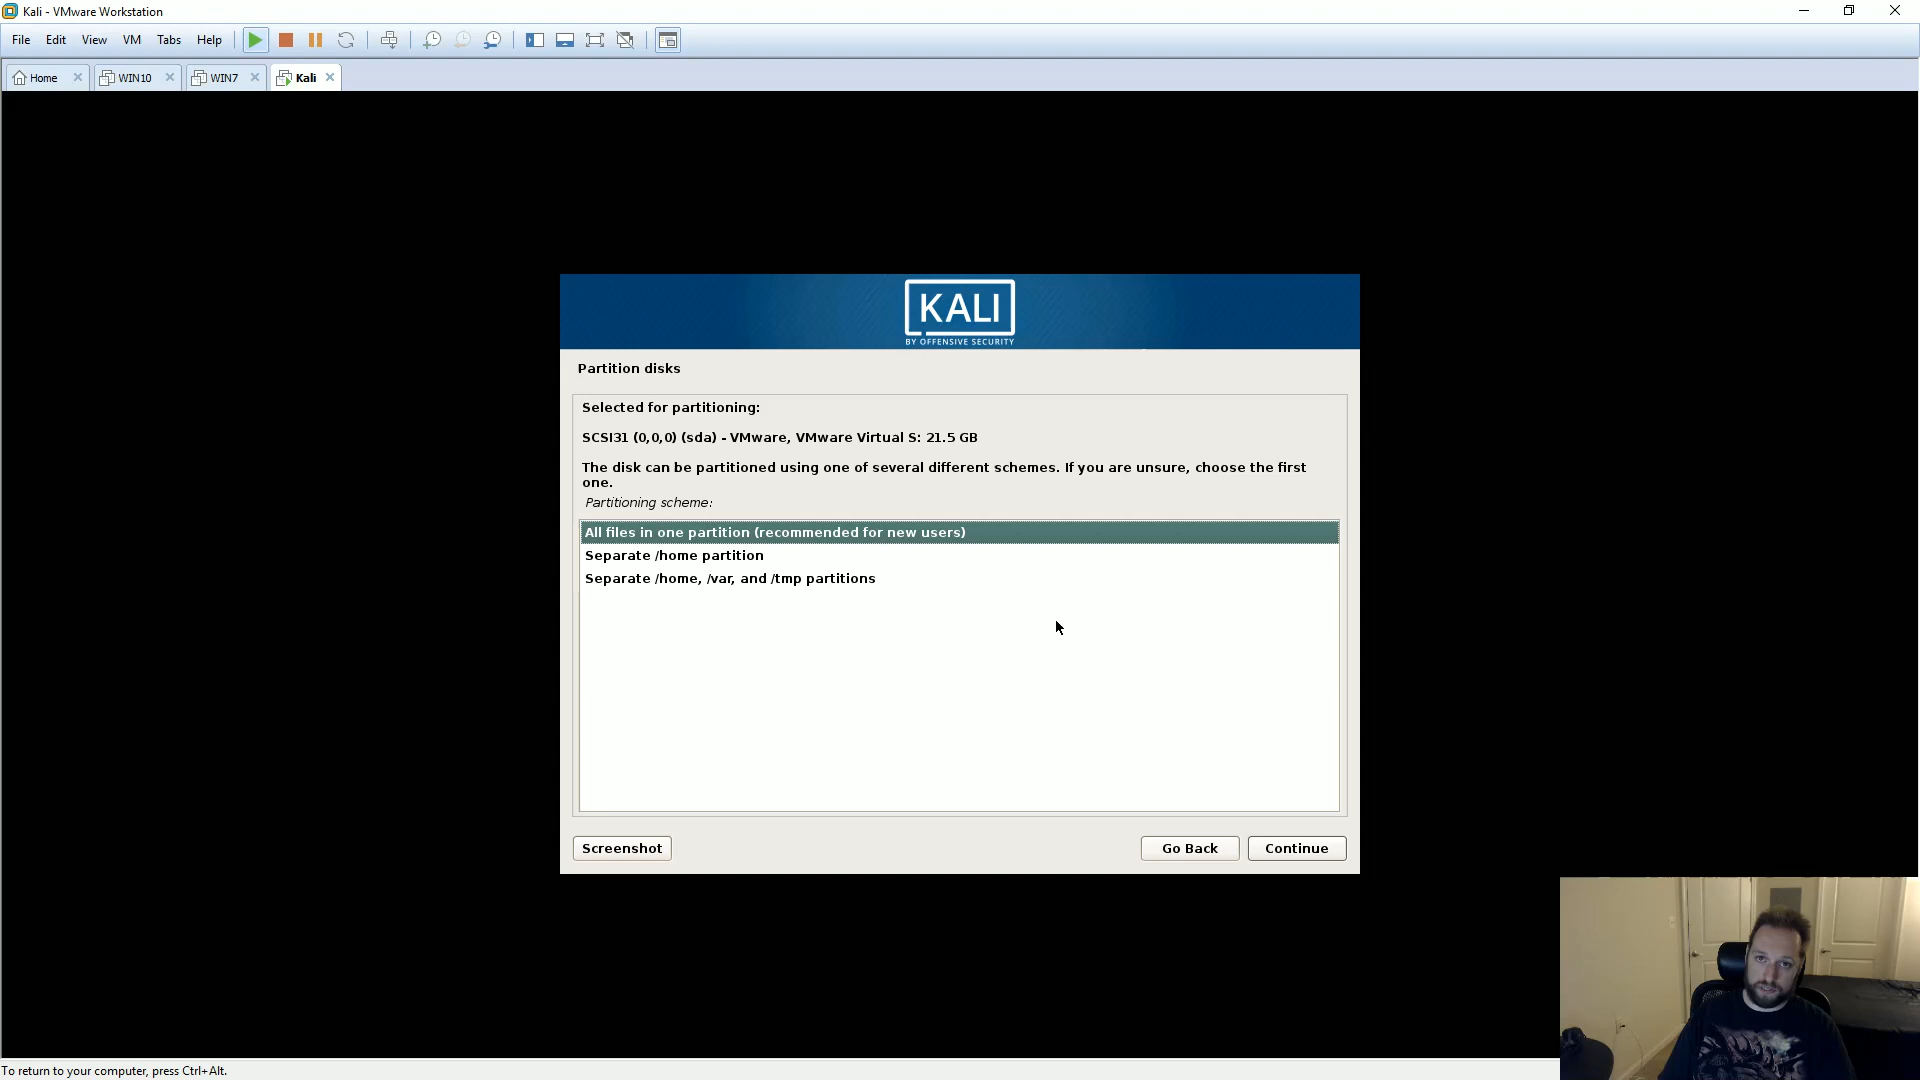 Kali - VMware Workstation
File Edit View VM Tabs Help
Home WIN10 WIN7 Kali
KALI
BY OFFENSIVE SECURITY
Partition disks
Selected for partitioning:
SCSI31 (0,0,0) (sda) - VMware, VMware Virtual S: 21.5 GB
The disk can be partitioned using one of several different schemes. If you are unsure, choose the first
one.
Partitioning scheme:
All files in one partition (recommended for new users)
Separate /home partition
Separate /home, /var, and /tmp partitions
Screenshot Go Back Continue
To return to your computer, press Ctrl+Alt.